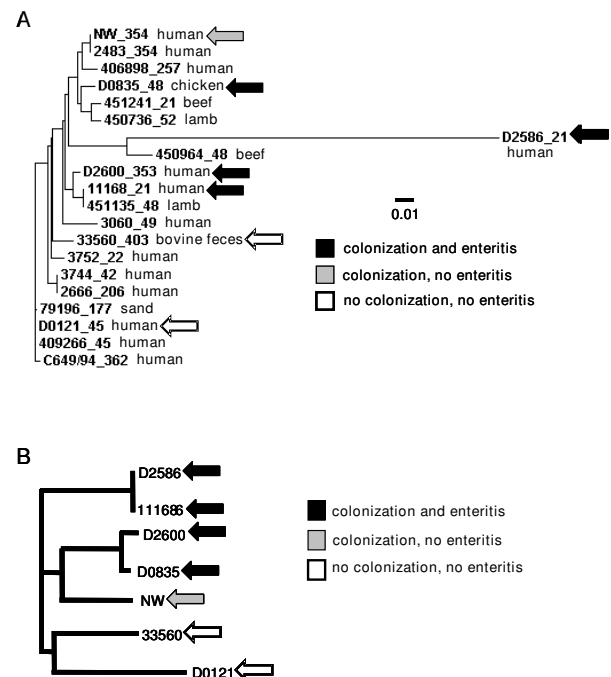 A
NW_354 human
2483_354 human
406898_257 human
D0835_48 chicken
451241_21 beef
450736_52 lamb
D2586_21
human
450964_48 beef
D2600_353 human
11168_21 human
451135_48 lamb
3060_49 human
33560_403 bovine feces
3752_22 human
3744_42 human
2666_206 human
79196_177 sand
D0121_45 human
409266_45 human
C649/94_362 human
0.01
colonization and enteritis
colonization, no enteritis
no colonization, no enteritis
B
D2586
111686
D2600
D0835
NW
33560
D0121
colonization and enteritis
colonization, no enteritis
no colonization, no enteritis